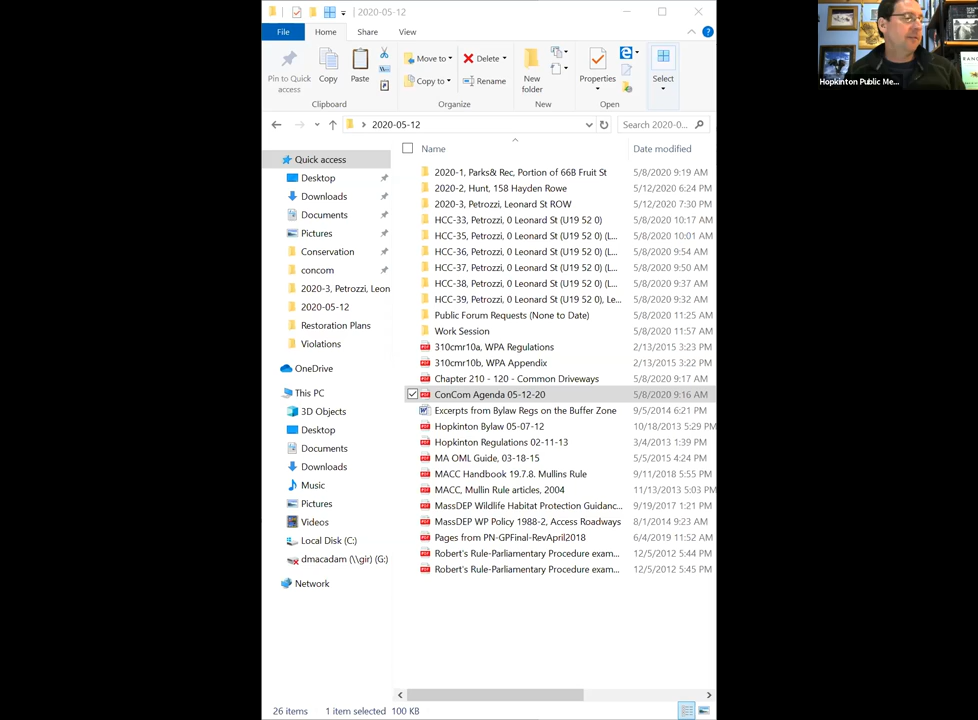 2020-05-12
File Home Share View
Pin to Quick access
Copy
Paste
Clipboard
Move to
Copy to
Delete
Rename
Organize
New folder
New
Properties
Open
Select
2020-05-12
Search 2020-0...
Name Date modified
Quick access
Desktop
Downloads
Documents
Pictures
Conservation
concom
2020-3, Petrozzi, Leon
2020-05-12
Restoration Plans
Violations
OneDrive
This PC
3D Objects
Desktop
Documents
Downloads
Music
Pictures
Videos
Local Disk (C:)
dmacadam (\\gir) (G:)
Network
2020-1, Parks& Rec, Portion of 66B Fruit St 5/8/2020 9:19 AM
2020-2, Hunt, 158 Hayden Rowe 5/12/2020 6:24 PM
2020-3, Petrozzi, Leonard St ROW 5/12/2020 7:30 PM
HCC-33, Petrozzi, 0 Leonard St (U19 52 0) 5/8/2020 10:17 AM
HCC-35, Petrozzi, 0 Leonard St (U19 52 0) (L... 5/8/2020 10:01 AM
HCC-36, Petrozzi, 0 Leonard St (U19 52 0) (L... 5/8/2020 9:54 AM
HCC-37, Petrozzi, 0 Leonard St (U19 52 0) (L... 5/8/2020 9:50 AM
HCC-38, Petrozzi, 0 Leonard St (U19 52 0) (L... 5/8/2020 9:37 AM
HCC-39, Petrozzi, 0 Leonard St (U19 52 0), Le... 5/8/2020 9:32 AM
Public Forum Requests (None to Date) 5/8/2020 11:25 AM
Work Session 5/8/2020 11:57 AM
310cmr10a, WPA Regulations 2/13/2015 3:23 PM
310cmr10b, WPA Appendix 2/13/2015 3:22 PM
Chapter 210 - 120 - Common Driveways 5/8/2020 9:17 AM
ConCom Agenda 05-12-20 5/8/2020 9:16 AM
Excerpts from Bylaw Regs on the Buffer Zone 9/5/2014 6:21 PM
Hopkinton Bylaw 05-07-12 10/18/2013 5:29 PM
Hopkinton Regulations 02-11-13 3/4/2013 1:39 PM
MA OML Guide, 03-18-15 5/5/2015 4:24 PM
MACC Handbook 19.7.8. Mullins Rule 9/11/2018 5:55 PM
MACC, Mullin Rule articles, 2004 11/13/2013 5:03 PM
MassDEP Wildlife Habitat Protection Guidanc... 9/19/2017 1:21 PM
MassDEP WP Policy 1988-2, Access Roadways 8/1/2014 9:23 AM
Pages from PN-GPFinal-RevApril2018 6/4/2019 11:52 AM
Robert's Rule-Parliamentary Procedure exam... 12/5/2012 5:44 PM
Robert's Rule-Parliamentary Procedure exam... 12/5/2012 5:45 PM
26 items 1 item selected 100 KB
Hopkinton Public Me...